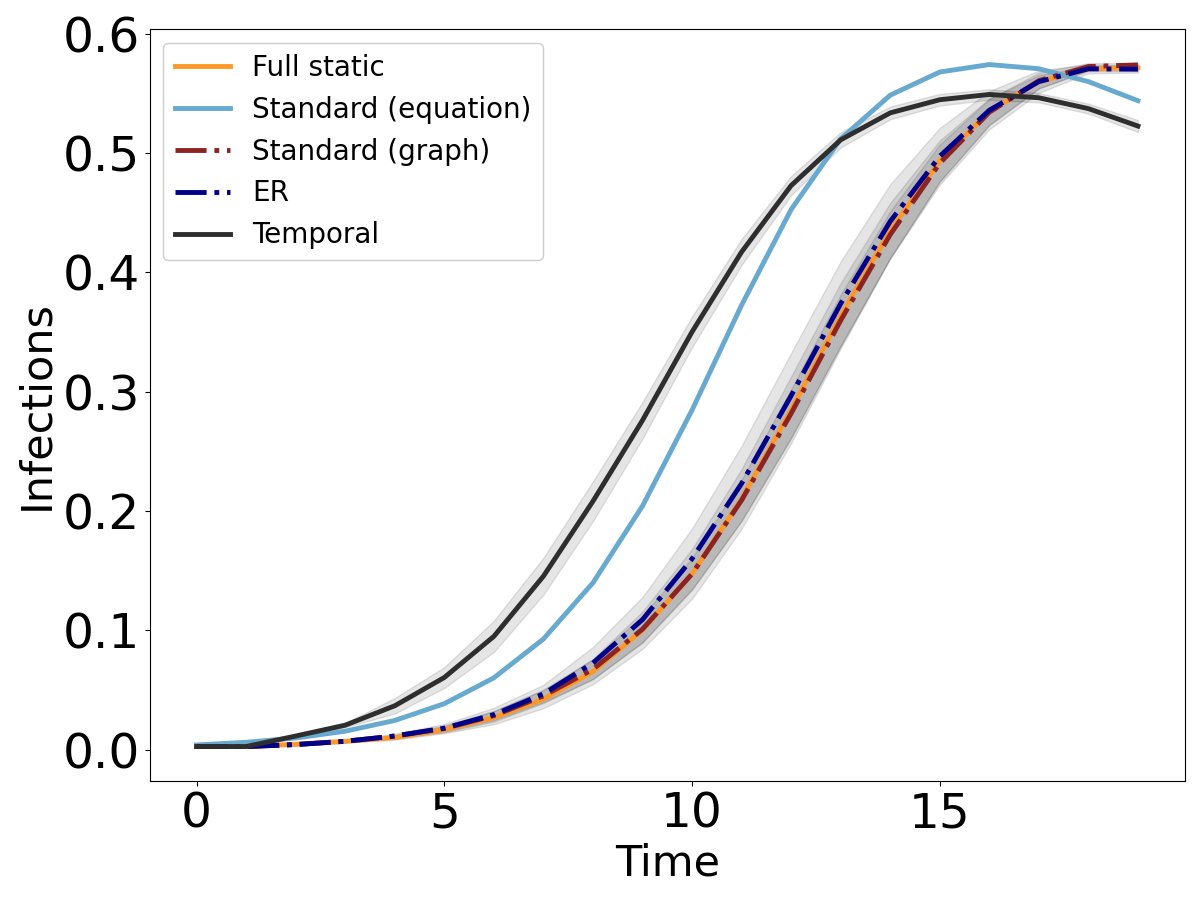 0.6
0.5
0.4
0.3
0.2
0.1
0.0
Infections
Full static
Standard (equation)
Standard (graph)
ER
Temporal
0 5 10 15
Time